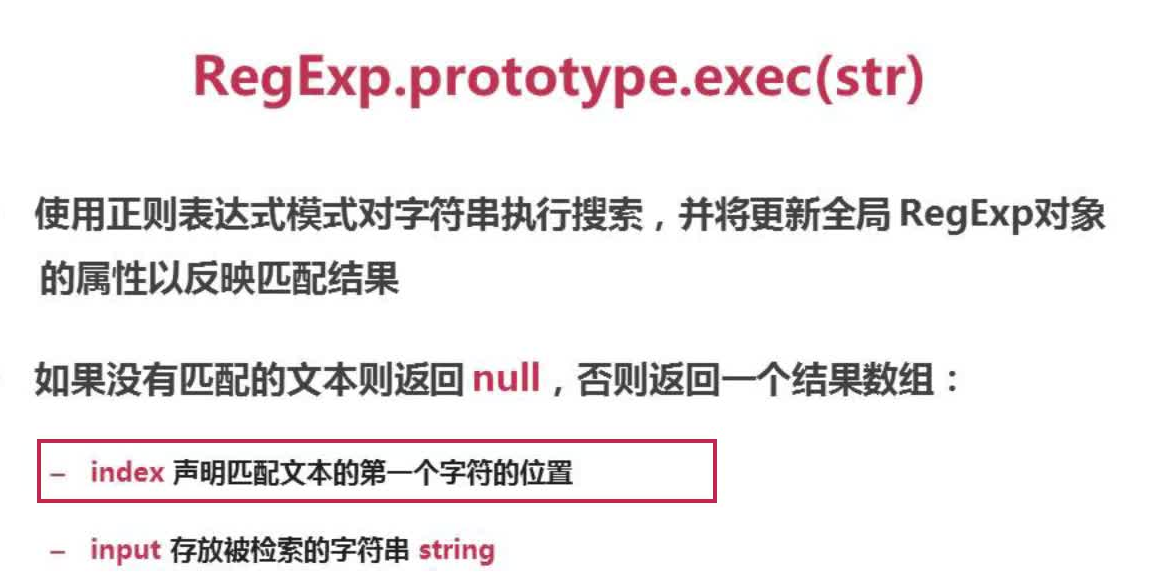 RegExp.prototype.exec(str)
使用正则表达式模式对字符串执行搜索，并将更新全局 RegExp对象
的属性以反映匹配结果
如果没有匹配的文本则返回 null，否则返回一个结果数组：
– index 声明匹配文本的第一个字符的位置
– input 存放被检索的字符串 string